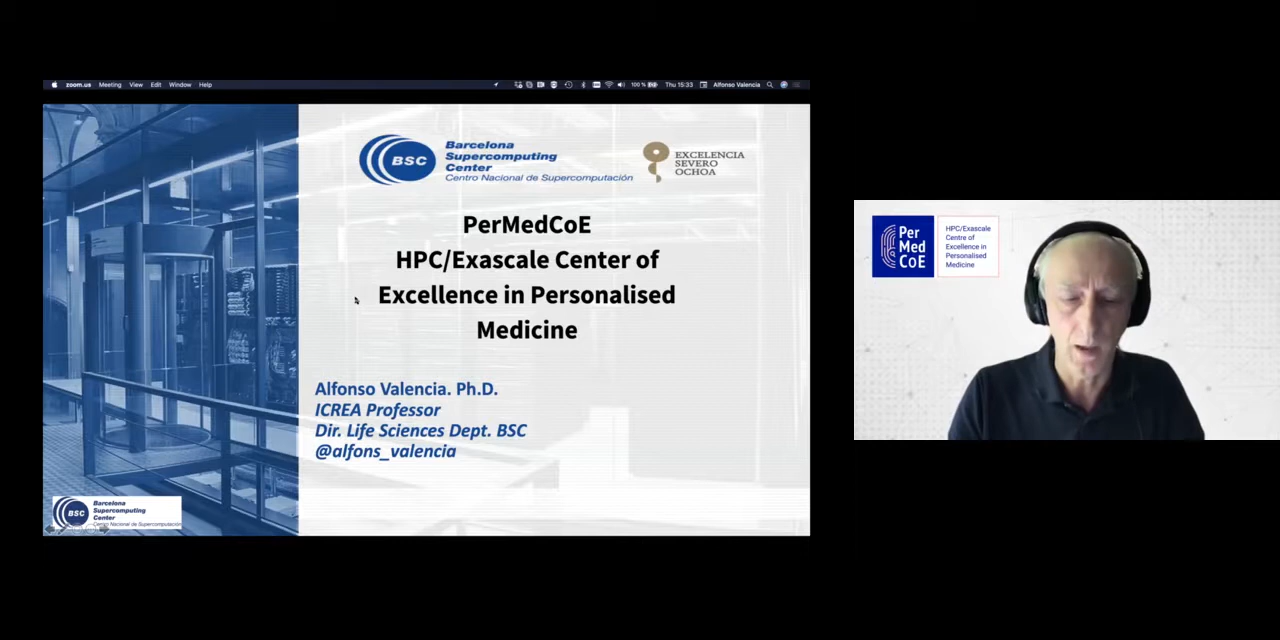 zoom.us Meeting View Edit Window Help
100 % Thu 15:33 Alfonso Valencia
BSC
Barcelona
Supercomputing
Center
Centro Nacional de Supercomputación
EXCELENCIA
SEVERO
OCHOA
PerMedCoE
HPC/Exascale Center of
Excellence in Personalised
Medicine
Alfonso Valencia. Ph.D.
ICREA Professor
Dir. Life Sciences Dept. BSC
@alfons_valencia
BSC
Barcelona
Supercomputing
Center
Centro Nacional de Supercomputación
Per
Med
CoE
HPC/Exascale
Centre of
Excellence in
Personalised
Medicine